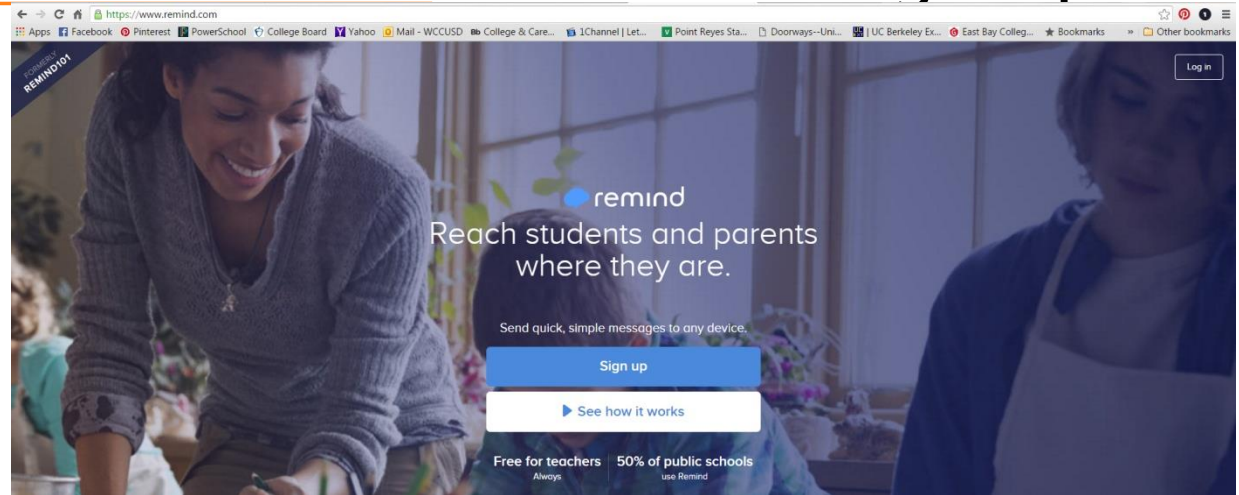 https://www.remind.com
Apps Facebook Pinterest PowerSchool College Board Yahoo Mail - WCCUSD Bb College & Care... 1Channel | Let... Point Reyes Sta... Doorways--Uni... | UC Berkeley Ex... East Bay Colleg... Bookmarks » Other bookmarks
FORMERLY
REMIND101
Log in
remind
Reach students and parents
where they are.
Send quick, simple messages to any device.
Sign up
See how it works
Free for teachers 50% of public schools
Always use Remind